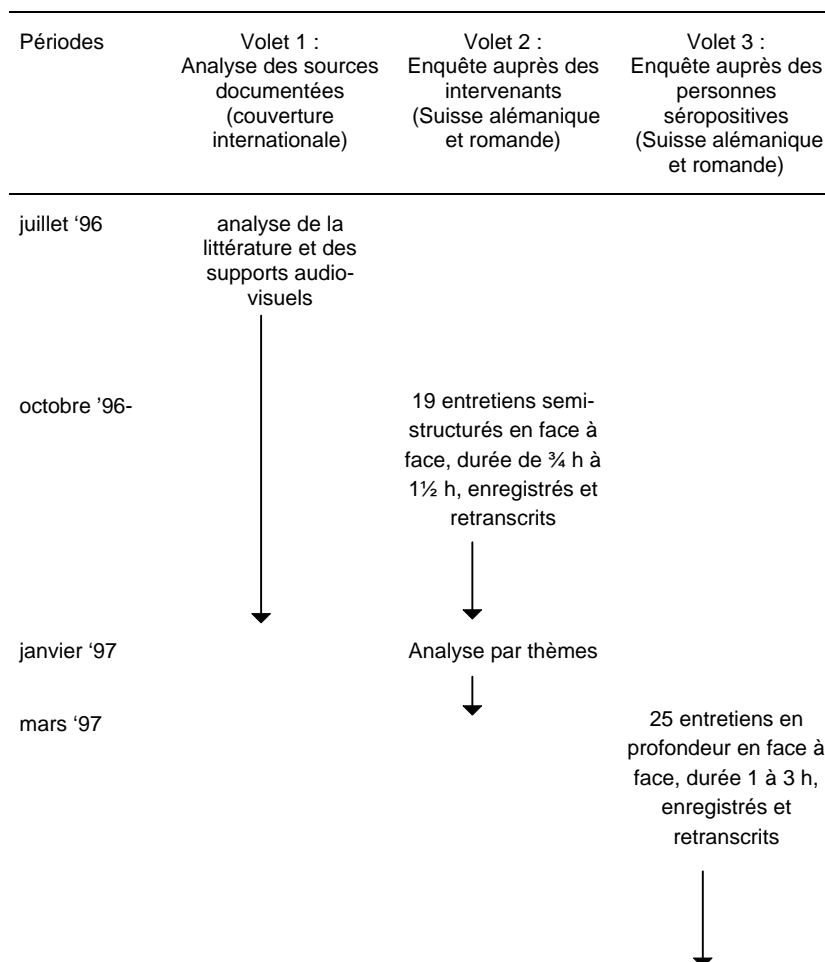 Périodes
Volet 1 :
Analyse des sources
documentées
(couverture
internationale)
Volet 2 :
Enquête auprès des
intervenants
(Suisse alémanique
et romande)
Volet 3 :
Enquête auprès des
personnes
séropositives
(Suisse alémanique
et romande)
juillet ‘96
analyse de la
littérature et des
supports audio-
visuels
octobre ’96-
19 entretiens semi-
structurés en face à
face, durée de ¾ h à
1½ h, enregistrés et
retranscrits
janvier ‘97
Analyse par thèmes
mars ‘97
25 entretiens en
profondeur en face à
face, durée 1 à 3 h,
enregistrés et
retranscrits